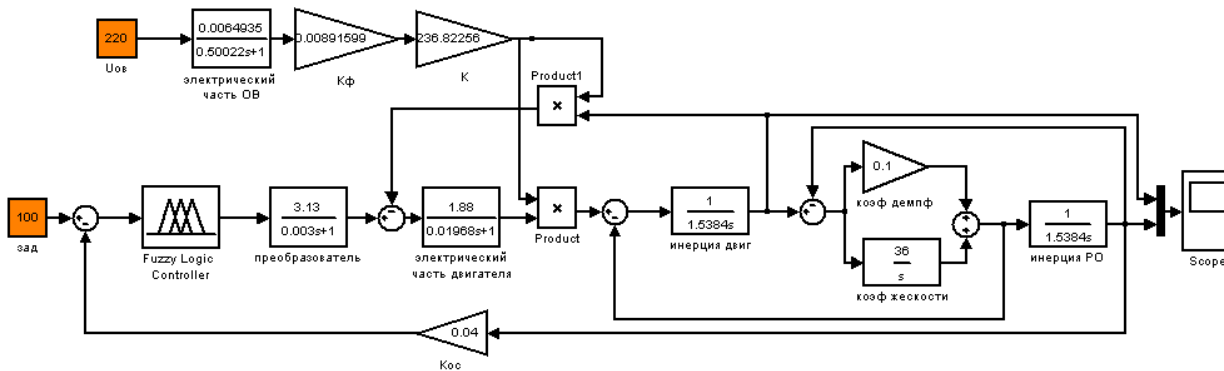 220
Uов
0.0064935
0.50022s+1
электрический
часть ОВ
0.00891599
Кф
236.82256
К
Product1
×
100
зад
Fuzzy Logic
Controller
3.13
0.003s+1
преобразователь
1.88
0.01968s+1
электрический
часть двигателя
×
Product
1
1.5384s
инерция двиг
0.1
коэф демпф
36
s
коэф жескости
1
1.5384s
инерция РО
Scope
0.04
Кос